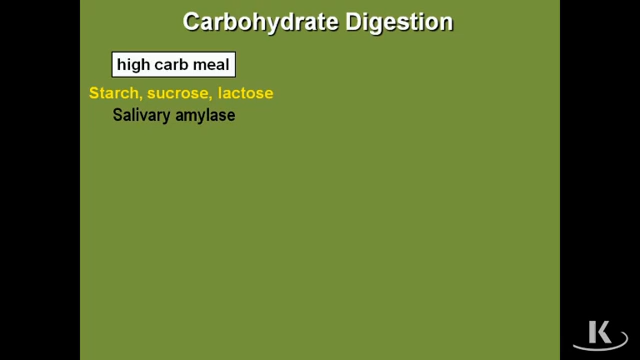 Carbohydrate Digestion
high carb meal
Starch, sucrose, lactose
Salivary amylase
K